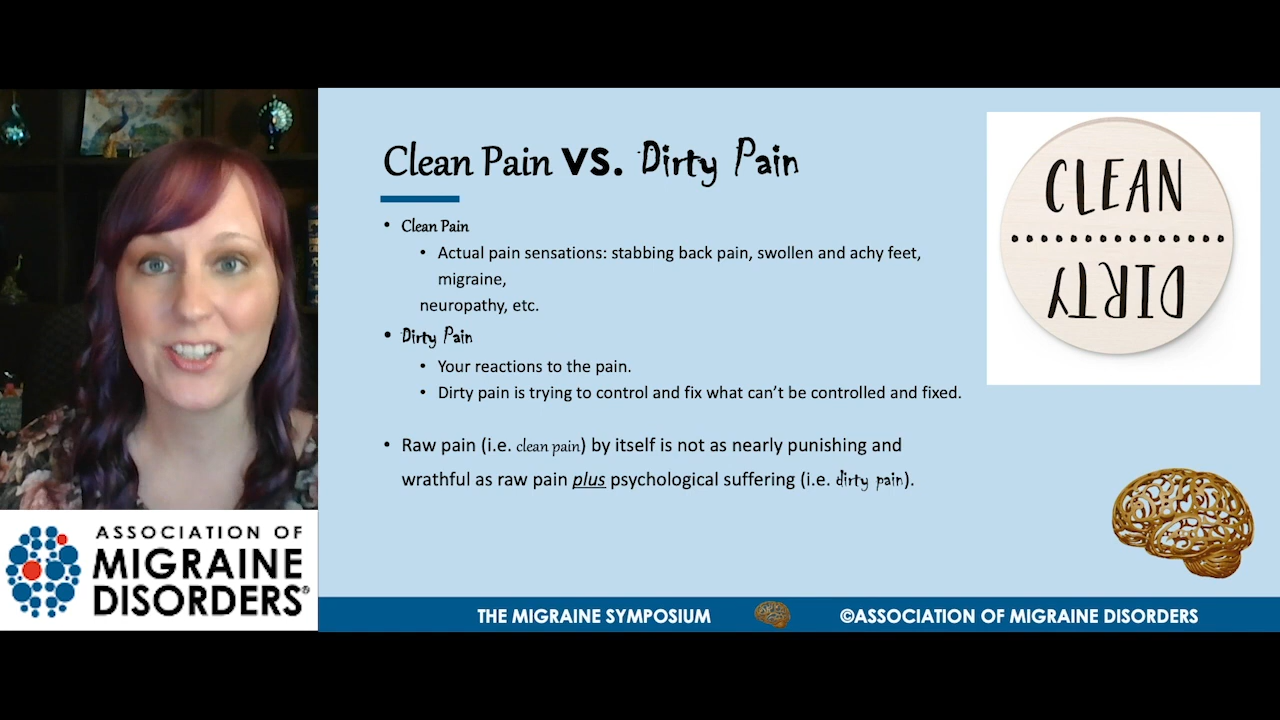 Clean Pain vs. Dirty Pain
• Clean Pain
• Actual pain sensations: stabbing back pain, swollen and achy feet,
migraine,
neuropathy, etc.
• Dirty Pain
• Your reactions to the pain.
• Dirty pain is trying to control and fix what can’t be controlled and fixed.
• Raw pain (i.e. clean pain) by itself is not as nearly punishing and
wrathful as raw pain plus psychological suffering (i.e. dirty pain).
CLEAN
DIRTY
ASSOCIATION OF
MIGRAINE
DISORDERS®
THE MIGRAINE SYMPOSIUM
©ASSOCIATION OF MIGRAINE DISORDERS